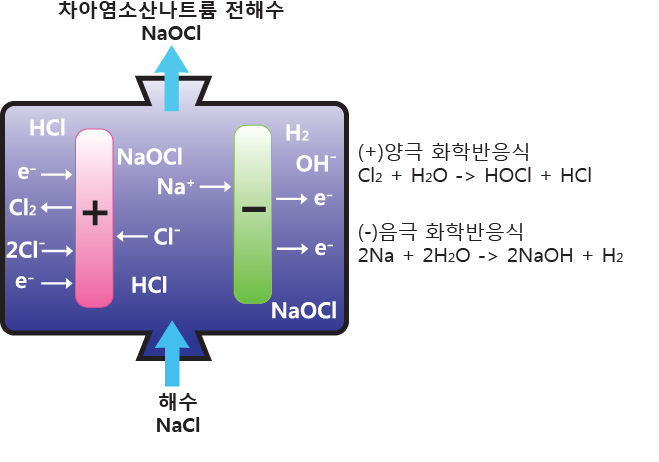 차아염소산나트륨 전해수
NaOCl
HCl
H₂
e⁻
NaOCl
OH⁻
Na⁺
e⁻
Cl₂
+
−
2Cl⁻
Cl⁻
e⁻
e⁻
HCl
NaOCl
(+)양극 화학반응식
Cl₂ + H₂O -> HOCl + HCl
(-)음극 화학반응식
2Na + 2H₂O -> 2NaOH + H₂
해수
NaCl